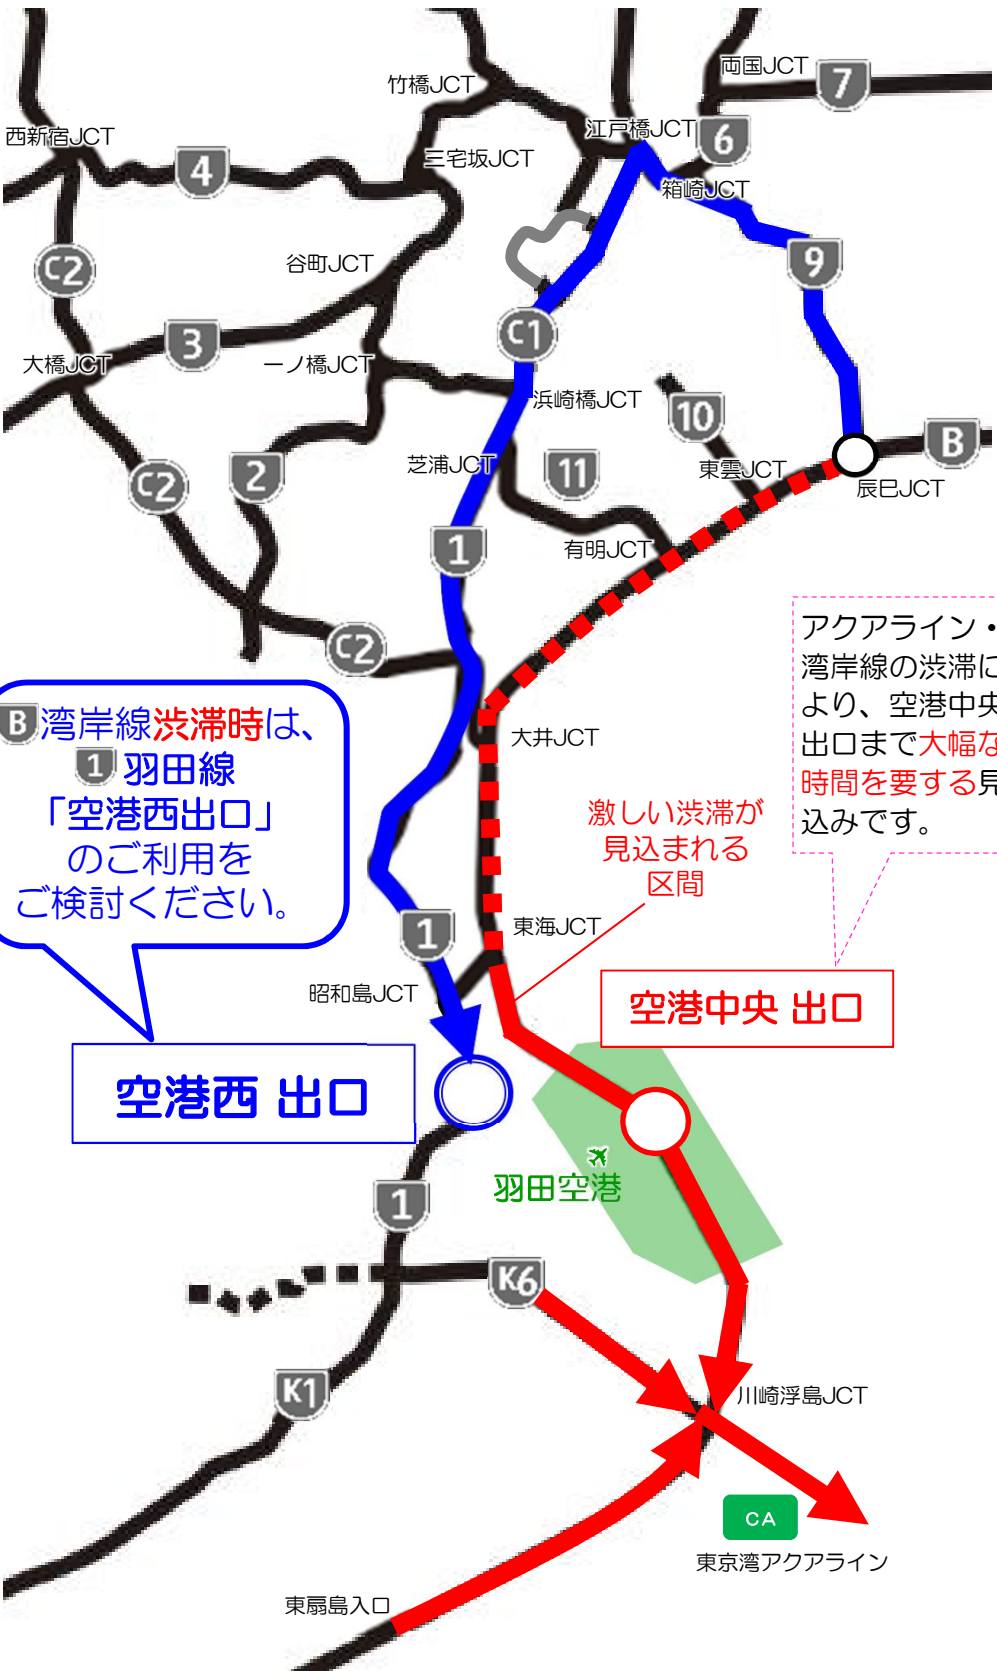 両国JCT
7
竹橋JCT
江戸橋JCT
6
西新宿JCT
三宅坂JCT
4
箱崎JCT
谷町JCT
C2
9
C1
3
大橋JCT
一ノ橋JCT
浜崎橋JCT
10
B
芝浦JCT
11
東雲JCT
2
C2
辰巳JCT
1
有明JCT
C2
アクアライン・
湾岸線の渋滞に
より、空港中央
出口まで大幅な
時間を要する見
込みです。
B湾岸線渋滞時は、
1 羽田線
「空港西出口」
のご利用を
ご検討ください。
大井JCT
激しい渋滞が
見込まれる
区間
1
東海JCT
昭和島JCT
空港中央 出口
空港西 出口
羽田空港
1
K6
K1
川崎浮島JCT
CA
東京湾アクアライン
東扇島入口